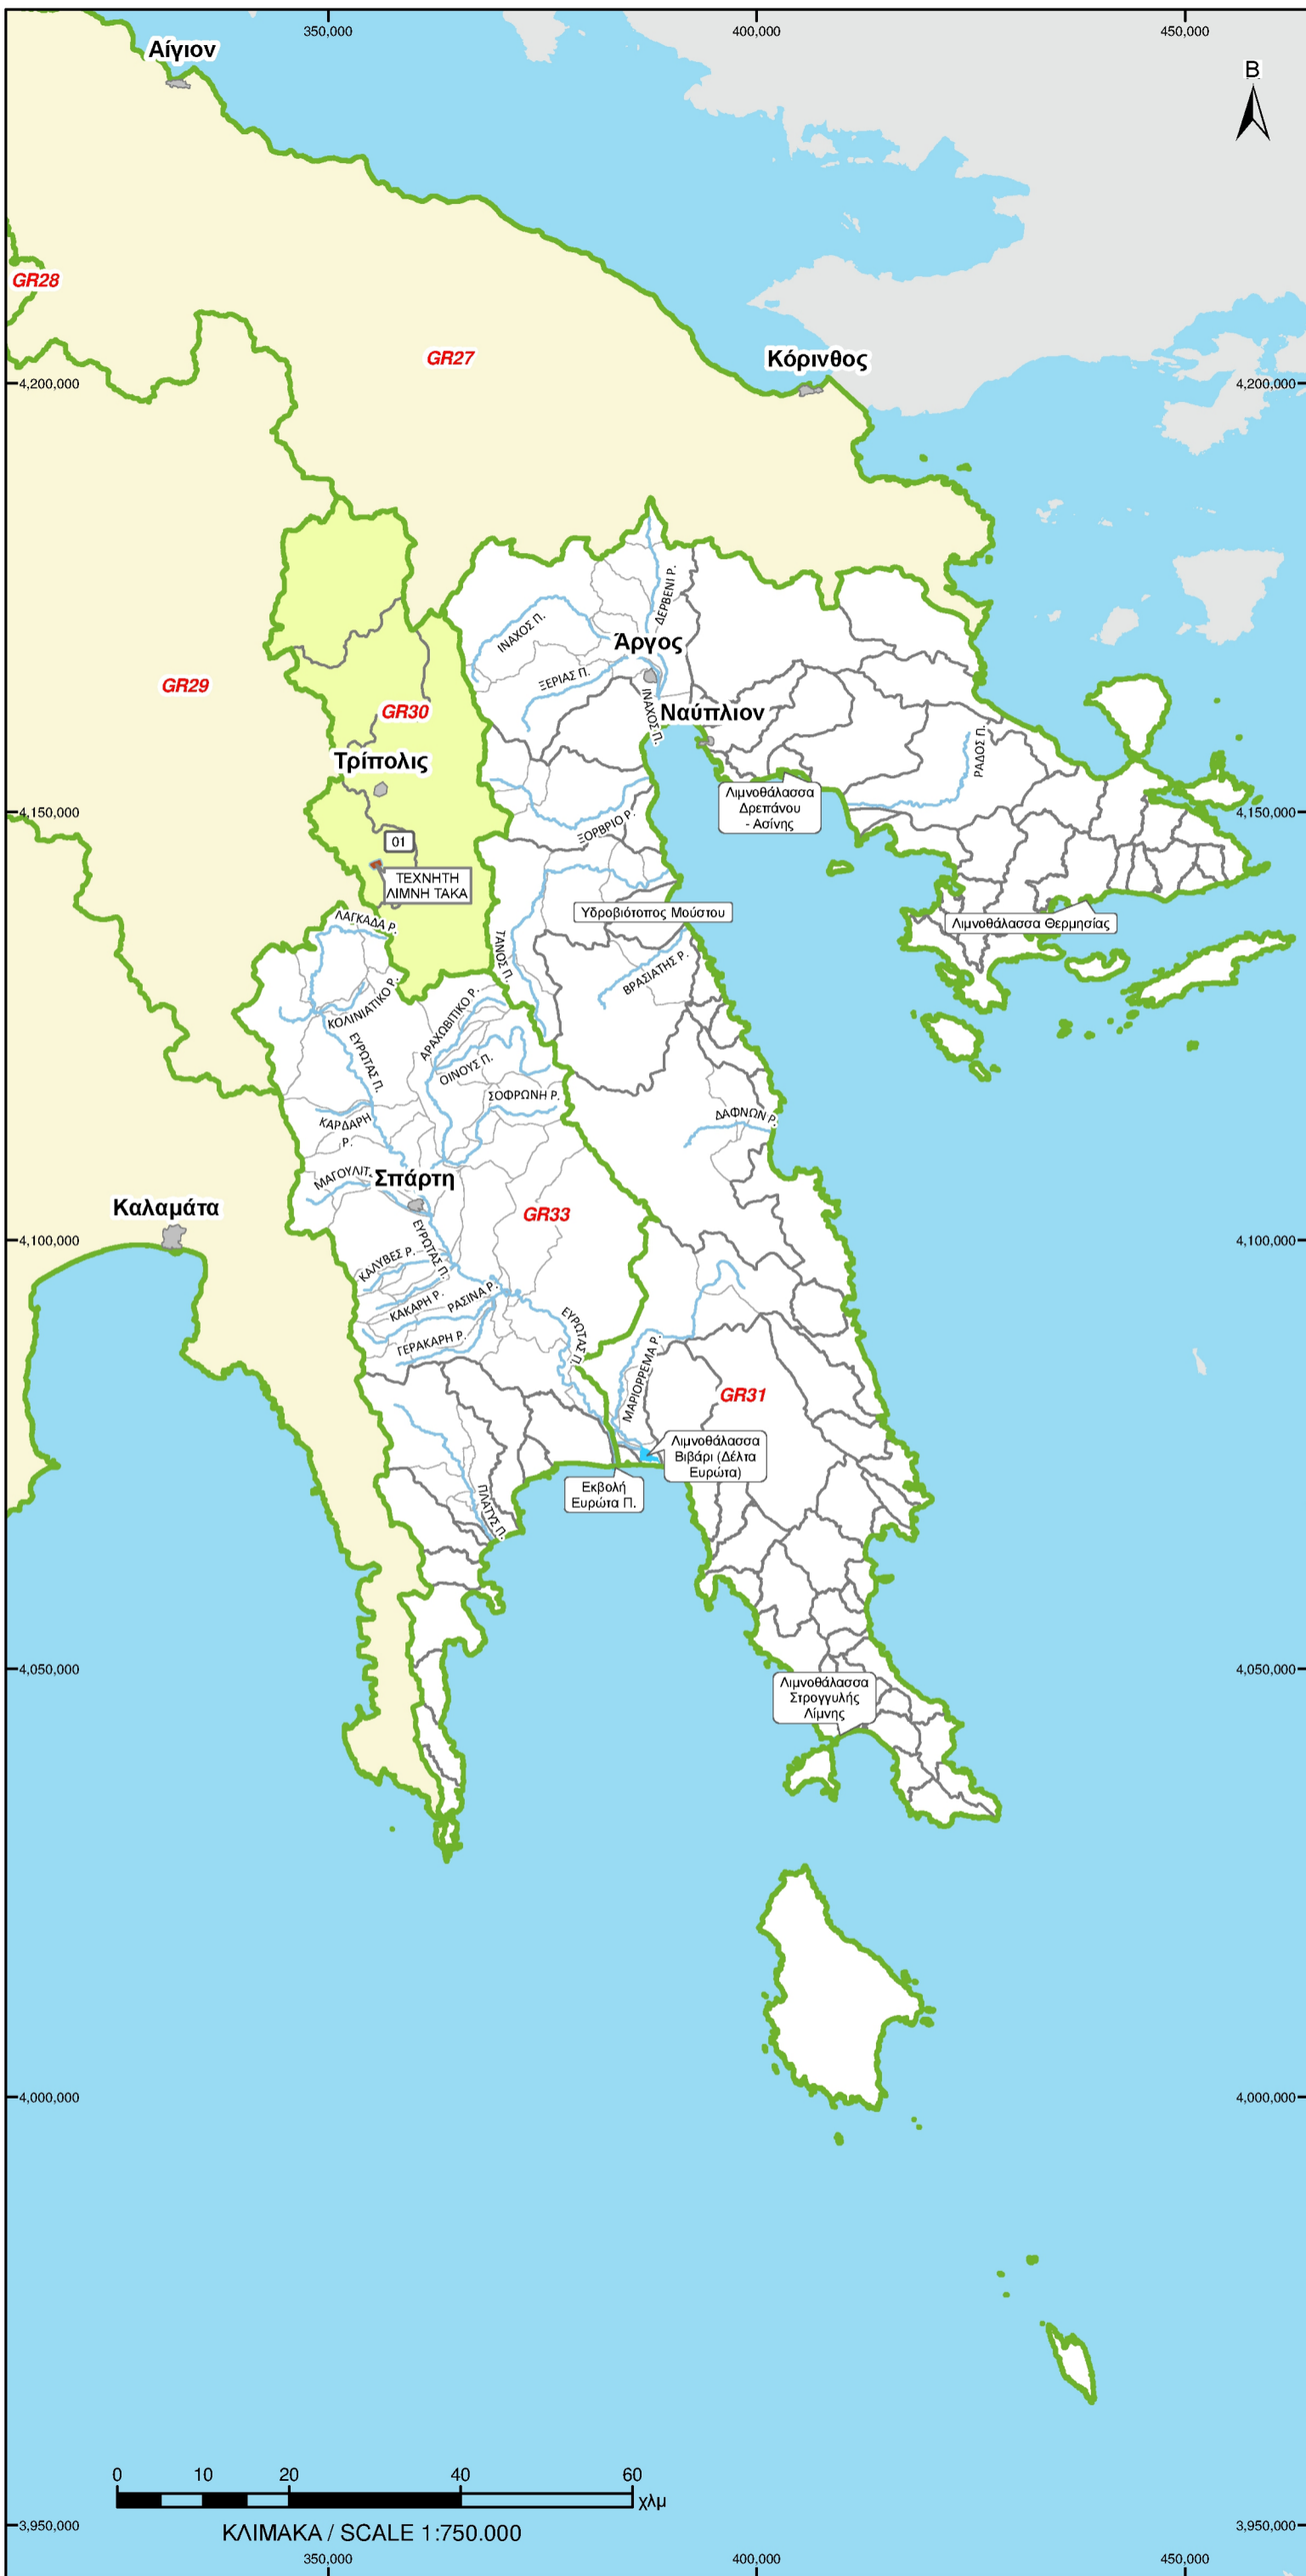 350,000
400,000
450,000
Αίγιον
Β
GR28
GR27
Κόρινθος
4,200,000
4,200,000
ΔΕΡΒΕΝΙ Ρ.
ΙΝΑΧΟΣ Π.
Άργος
ΞΕΡΙΑΣ Π.
GR29
GR30
ΙΝΑΧΟΣ Π.
Ναύπλιον
ΡΑΔΟΣ Π.
Τρίπολις
Λιμνοθάλασσα
Δρεπάνου
- Ασίνης
4,150,000
4,150,000
ΞΟΡΒΡΙΟ Ρ.
01
ΤΕΧΝΗΤΗ
ΛΙΜΝΗ ΤΑΚΑ
Υδροβιότοπος Μούστου
Λιμνοθάλασσα Θερμησίας
ΛΑΓΚΑΔΑ Ρ.
ΤΑΝΟΣ Π.
ΒΡΑΣΙΑΤΗΣ Ρ.
ΚΟΛΙΝΙΑΤΙΚΟ Ρ.
ΑΡΑΧΩΒΙΤΙΚΟ Ρ.
ΕΥΡΩΤΑΣ Π.
ΟΙΝΟΥΣ Π.
ΣΟΦΡΩΝΗ Ρ.
ΚΑΡΔΑΡΗ
Ρ.
ΔΑΦΝΩΝ Ρ.
ΜΑΓΟΥΛΙΤ
Σπάρτη
Καλαμάτα
GR33
4,100,000
4,100,000
ΕΥΡΩΤΑΣ Π.
ΚΑΛΥΒΕΣ Ρ.
ΚΑΚΑΡΗ Ρ.
ΡΑΣΙΝΑ Ρ.
ΓΕΡΑΚΑΡΗ Ρ.
ΕΥΡΩΤΑΣ Π.
ΜΑΡΙΟΡΡΕΜΑ Ρ.
GR31
Λιμνοθάλασσα
Βιβάρι (Δέλτα
Ευρώτα)
Εκβολή
Ευρώτα Π.
ΠΛΑΤΥΣ Π.
4,050,000
4,050,000
Λιμνοθάλασσα
Στρογγυλής
Λίμνης
4,000,000
4,000,000
0 10 20 40 60
χλμ
ΚΛΙΜΑΚΑ / SCALE 1:750.000
3,950,000
3,950,000
350,000
400,000
450,000